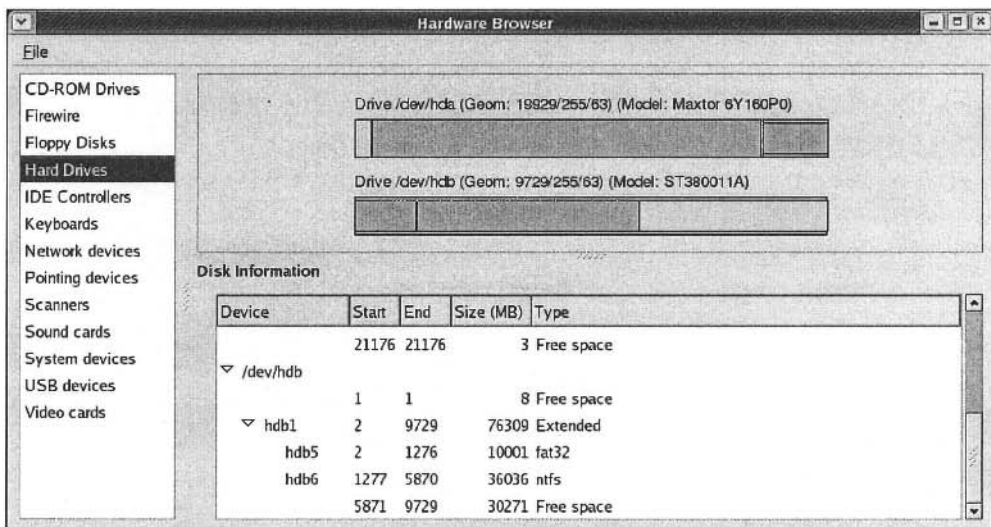 Hardware Browser
File
CD-ROM Drives
Firewire
Floppy Disks
Hard Drives
IDE Controllers
Keyboards
Network devices
Pointing devices
Scanners
Sound cards
System devices
USB devices
Video cards
Drive /dev/hda (Geom: 19929/255/63) (Model: Maxtor 6Y160P0)
Drive /dev/hdb (Geom: 9729/255/63) (Model: ST380011A)
Disk Information
Device Start End Size (MB) Type
21176 21176 3 Free space
/dev/hdb
1 1 8 Free space
hdb1 2 9729 76309 Extended
hdb5 2 1276 10001 fat32
hdb6 1277 5870 36036 ntfs
5871 9729 30271 Free space